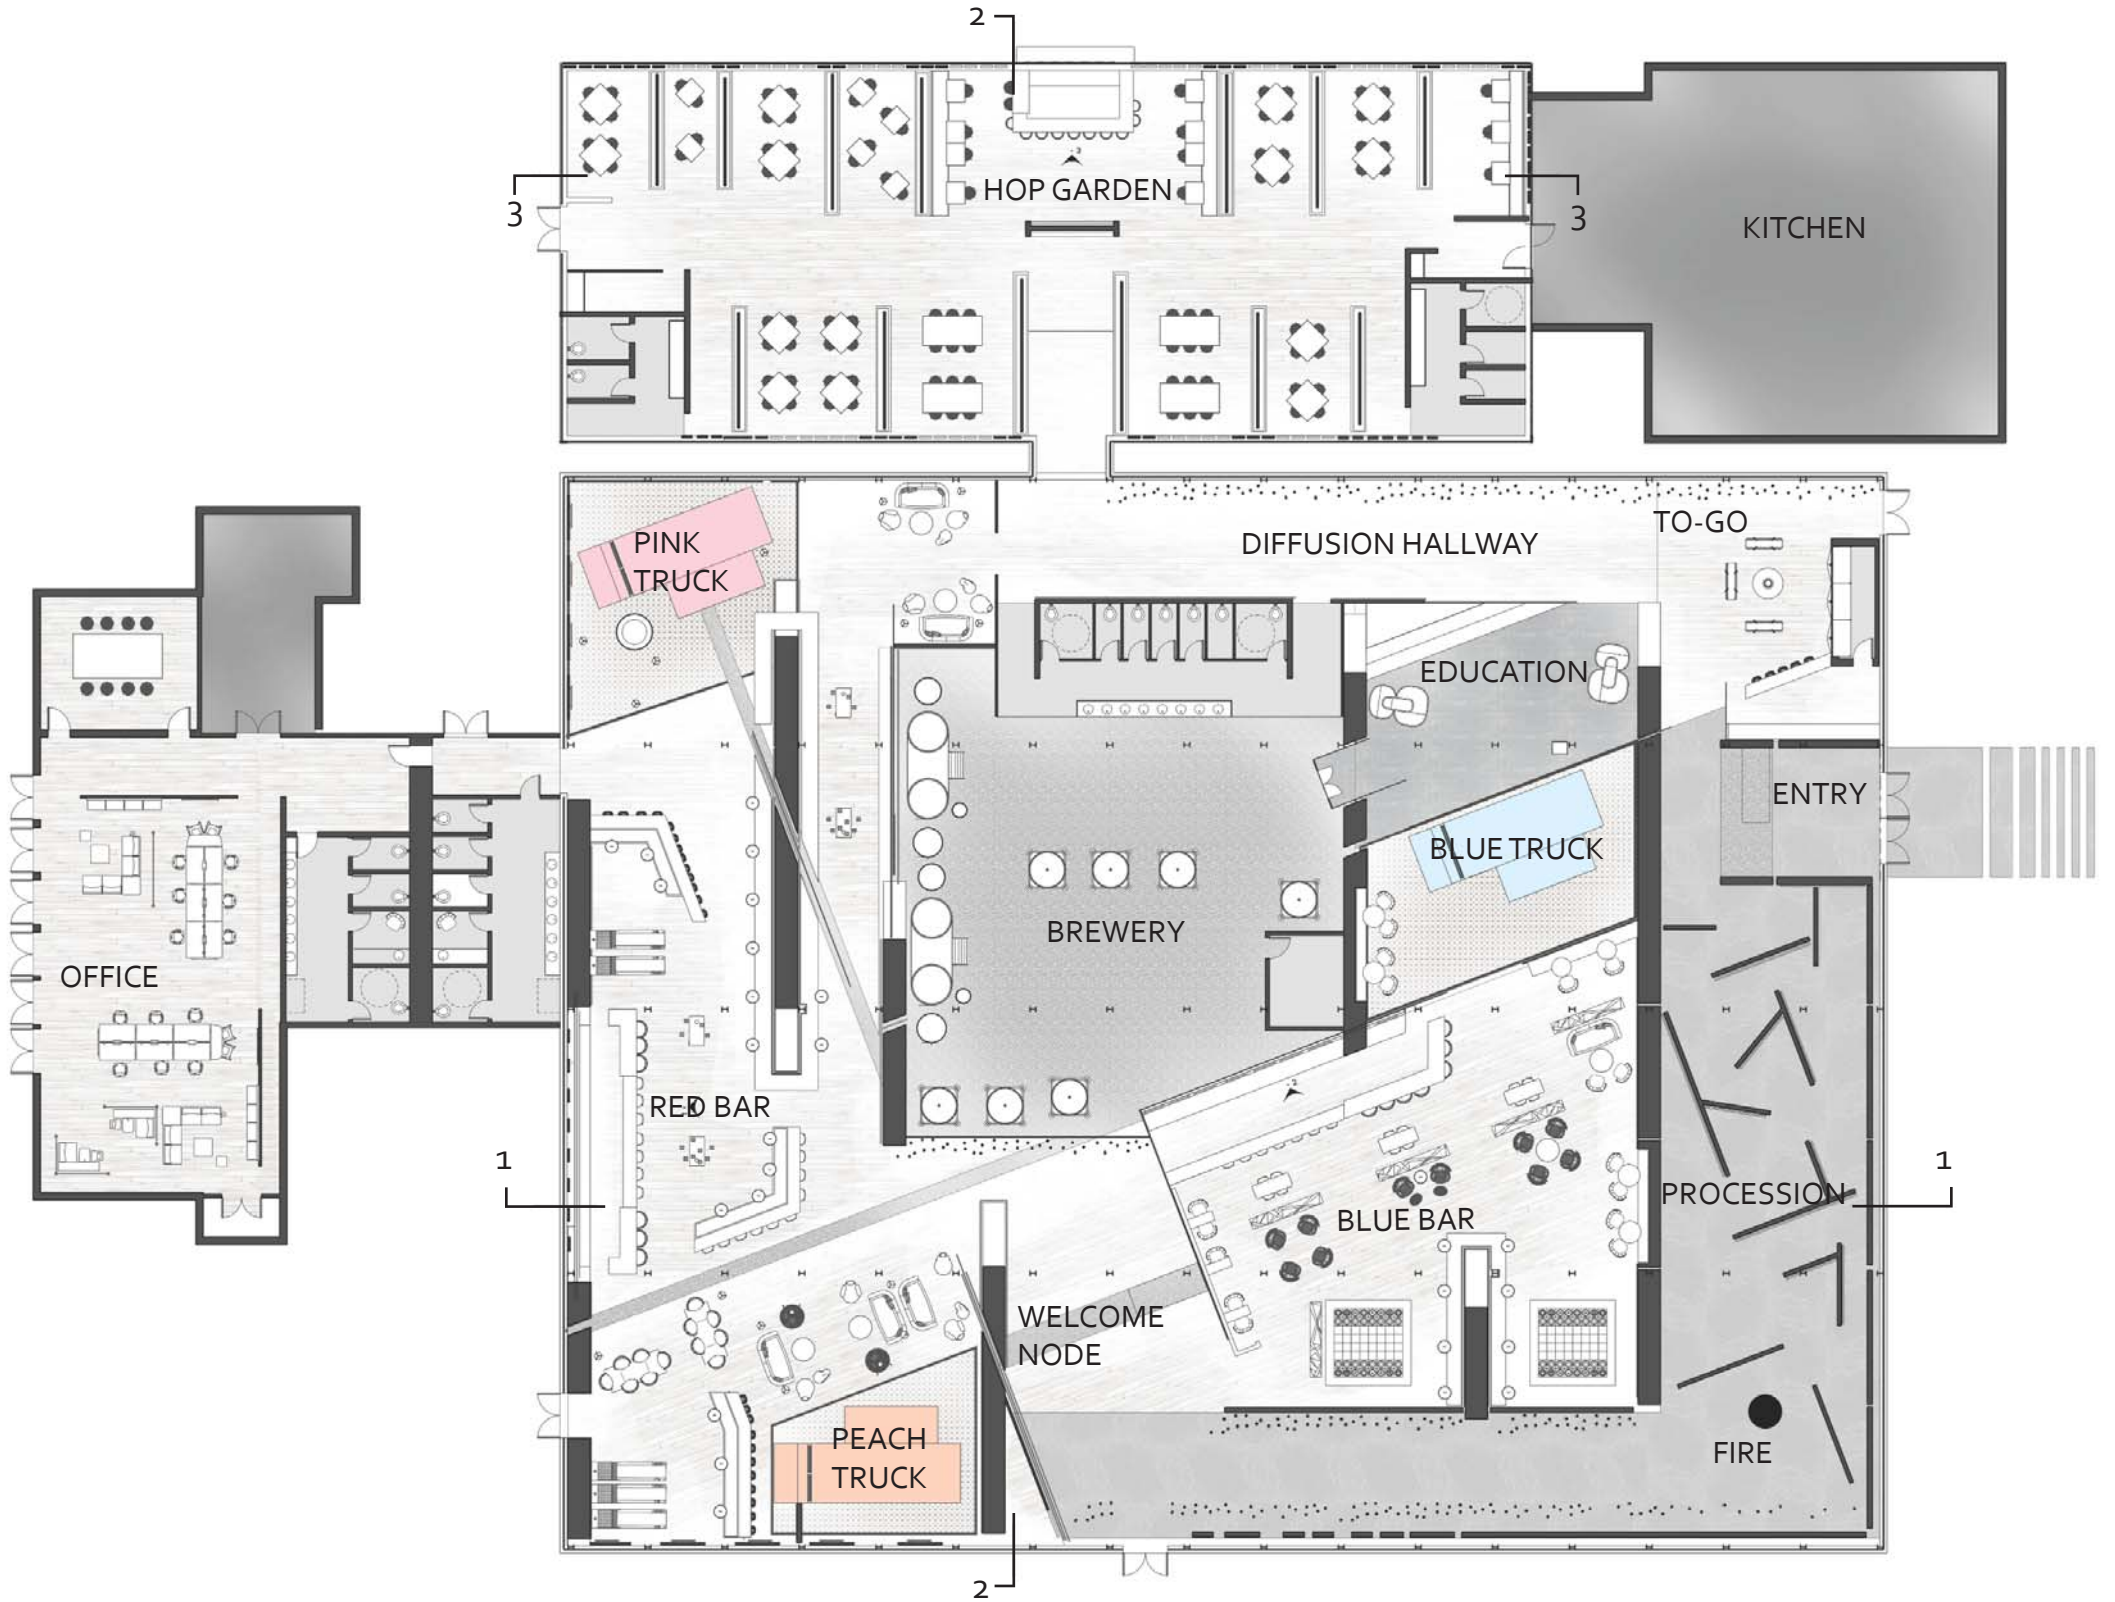 2
HOP GARDEN
3
3
KITCHEN
PINK
TRUCK
DIFFUSION HALLWAY
TO-GO
EDUCATION
ENTRY
BLUE TRUCK
BREWERY
OFFICE
RED BAR
1
1
PROCESSION
BLUE BAR
WELCOME
NODE
PEACH
TRUCK
FIRE
2